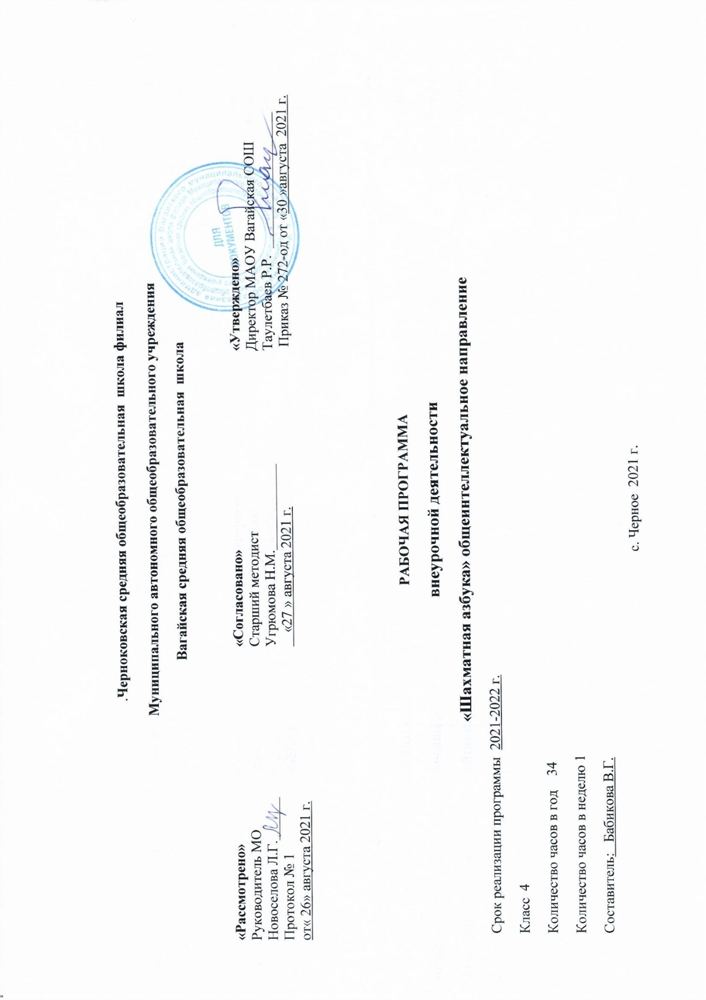 .Черноковская средняя общеобразовательная школа филиал
Муниципального автономного общеобразовательного учреждения
Вагайская средняя общеобразовательная школа
«Рассмотрено»
Руководитель МО
Новоселова Л.Г.
Протокол № 1
от« 26» августа 2021 г.
«Согласовано»
Старший методист
Угрюмова Н.М.
«27 » августа 2021 г.
«Утверждено»
Директор МАОУ Вагайская СОШ
Таулетбаев Р.Р.
Приказ № 272-од от «30 »августа 2021 г.
ДЛЯ
ДОКУМЕНТОВ
РАБОЧАЯ ПРОГРАММА
внеурочной деятельности
«Шахматная азбука» общеинтеллектуальное направление
Срок реализации программы 2021-2022 г.
Класс 4
Количество часов в год 34
Количество часов в неделю 1
Составитель: Бабикова В.Г.
с. Черное 2021 г.